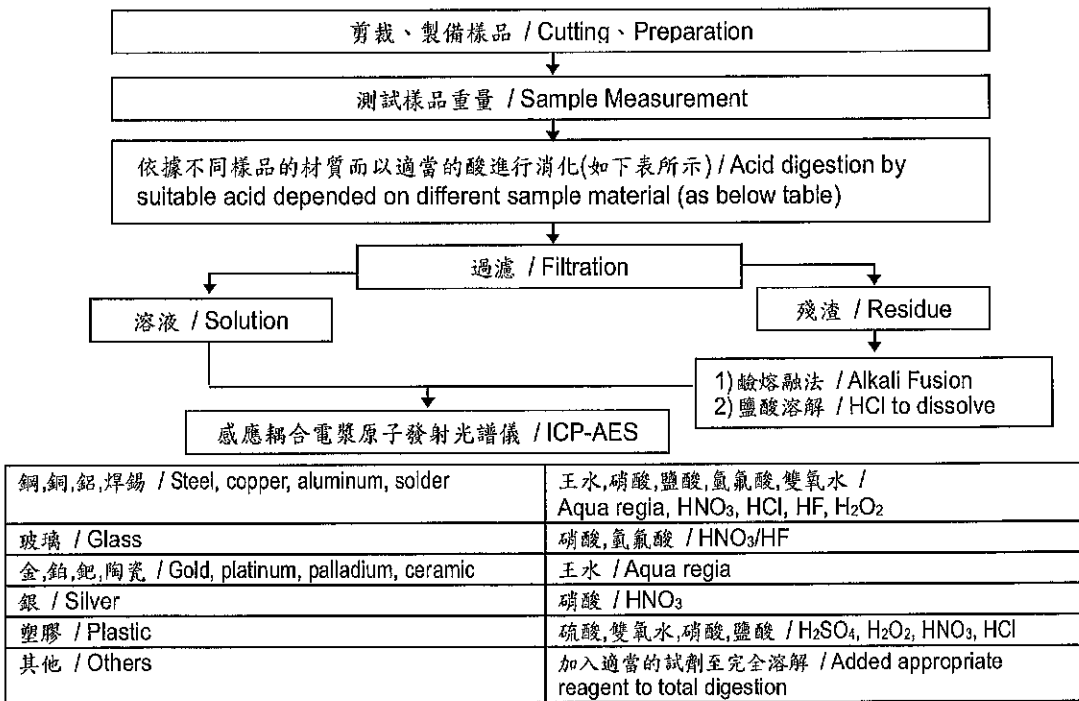 剪裁、製備樣品 / Cutting、Preparation
測試樣品重量 / Sample Measurement
依據不同樣品的材質而以適當的酸進行消化(如下表所示) / Acid digestion by
suitable acid depended on different sample material (as below table)
過濾 / Filtration
溶液 / Solution
殘渣 / Residue
1)鹼熔融法 / Alkali Fusion
2)鹽酸溶解 / HCl to dissolve
感應耦合電漿原子發射光譜儀 / ICP-AES
鋼,銅,鋁,焊錫 / Steel, copper, aluminum, solder
王水,硝酸,鹽酸,氫氟酸,雙氧水 /
Aqua regia, HNO₃, HCl, HF, H₂O₂
玻璃 / Glass
硝酸,氫氟酸 / HNO₃/HF
金,鉑,鈀,陶瓷 / Gold, platinum, palladium, ceramic
王水 / Aqua regia
銀 / Silver
硝酸 / HNO₃
塑膠 / Plastic
硫酸,雙氧水,硝酸,鹽酸 / H₂SO₄, H₂O₂, HNO₃, HCl
其他 / Others
加入適當的試劑至完全溶解 / Added appropriate
reagent to total digestion